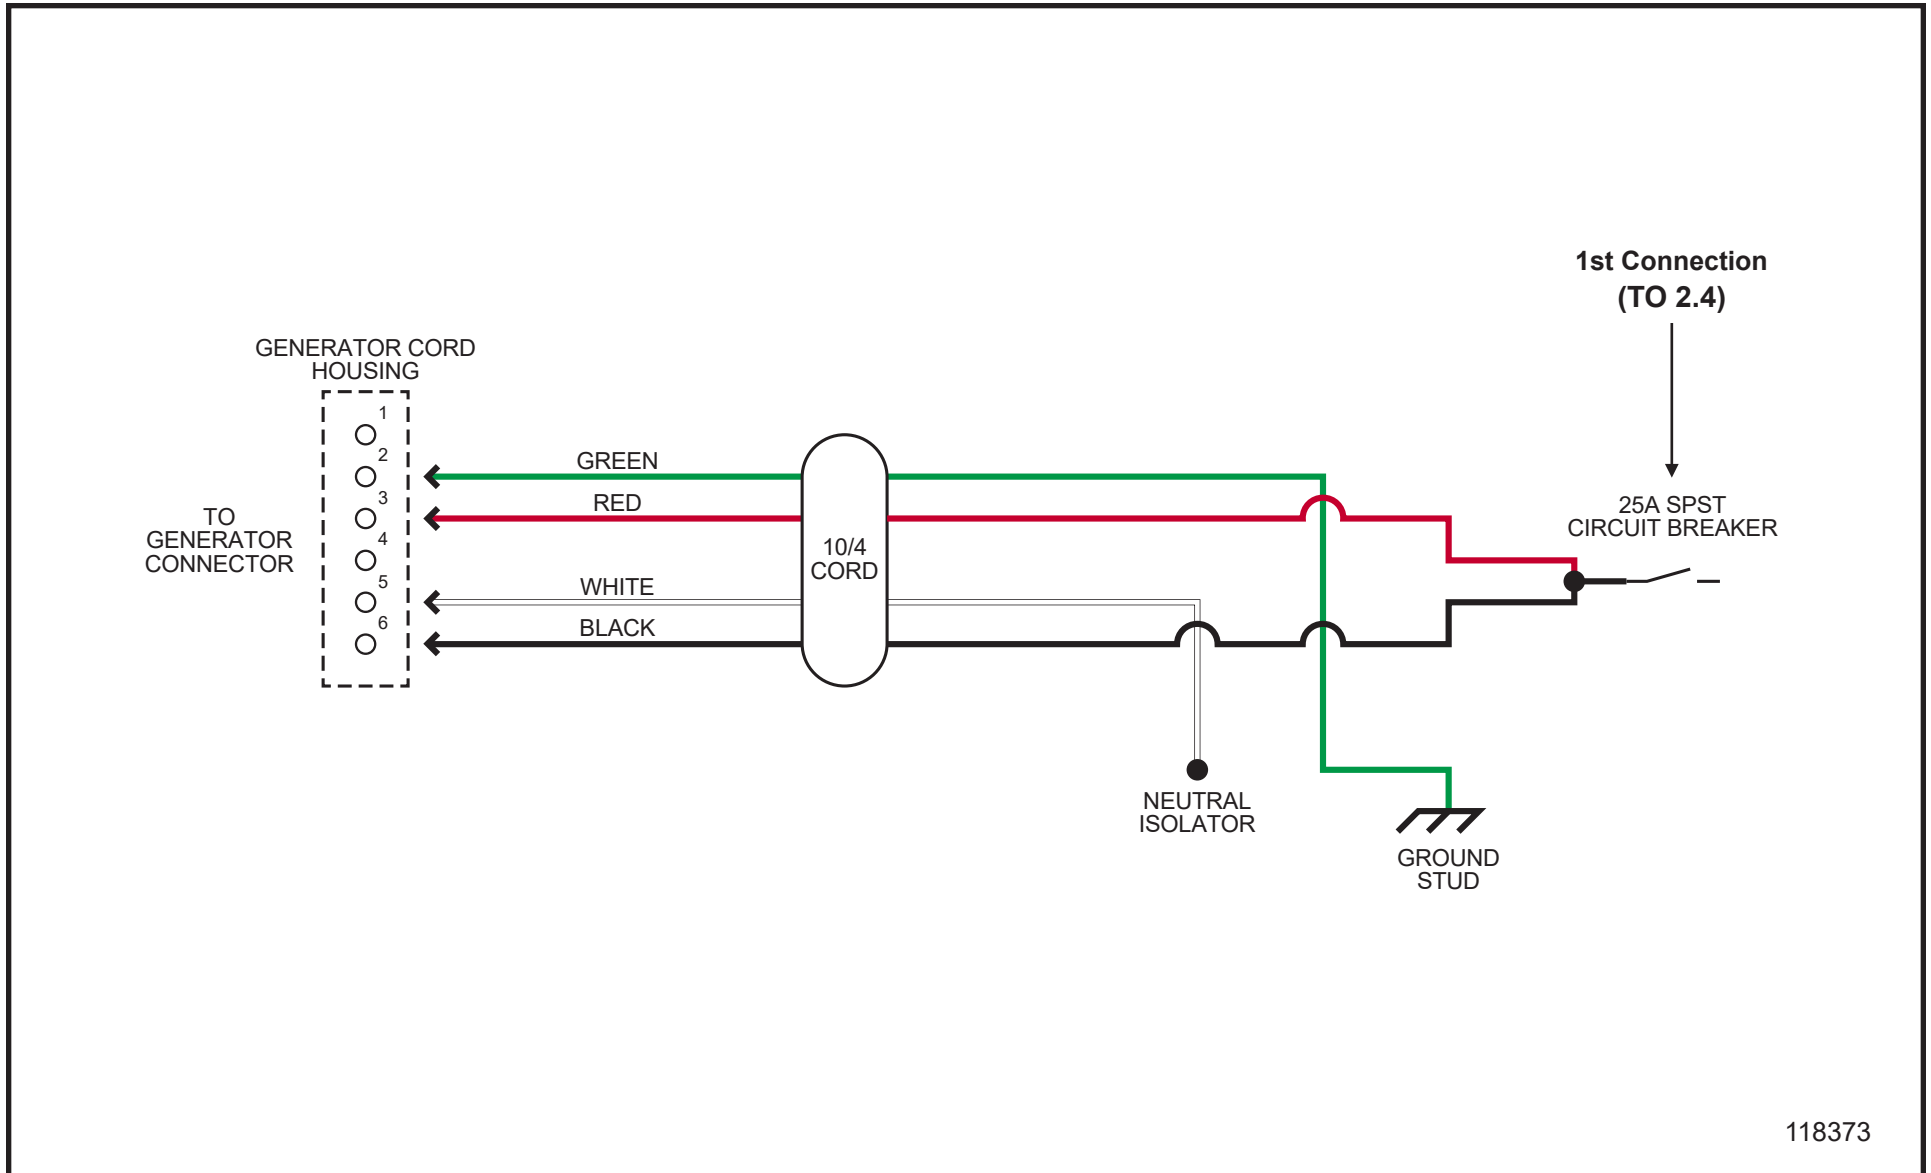 1st Connection
(TO 2.4)
GENERATOR CORD
HOUSING
1
2
3
4
5
6
TO
GENERATOR
CONNECTOR
GREEN
RED
WHITE
BLACK
10/4
CORD
25A SPST
CIRCUIT BREAKER
NEUTRAL
ISOLATOR
GROUND
STUD
118373